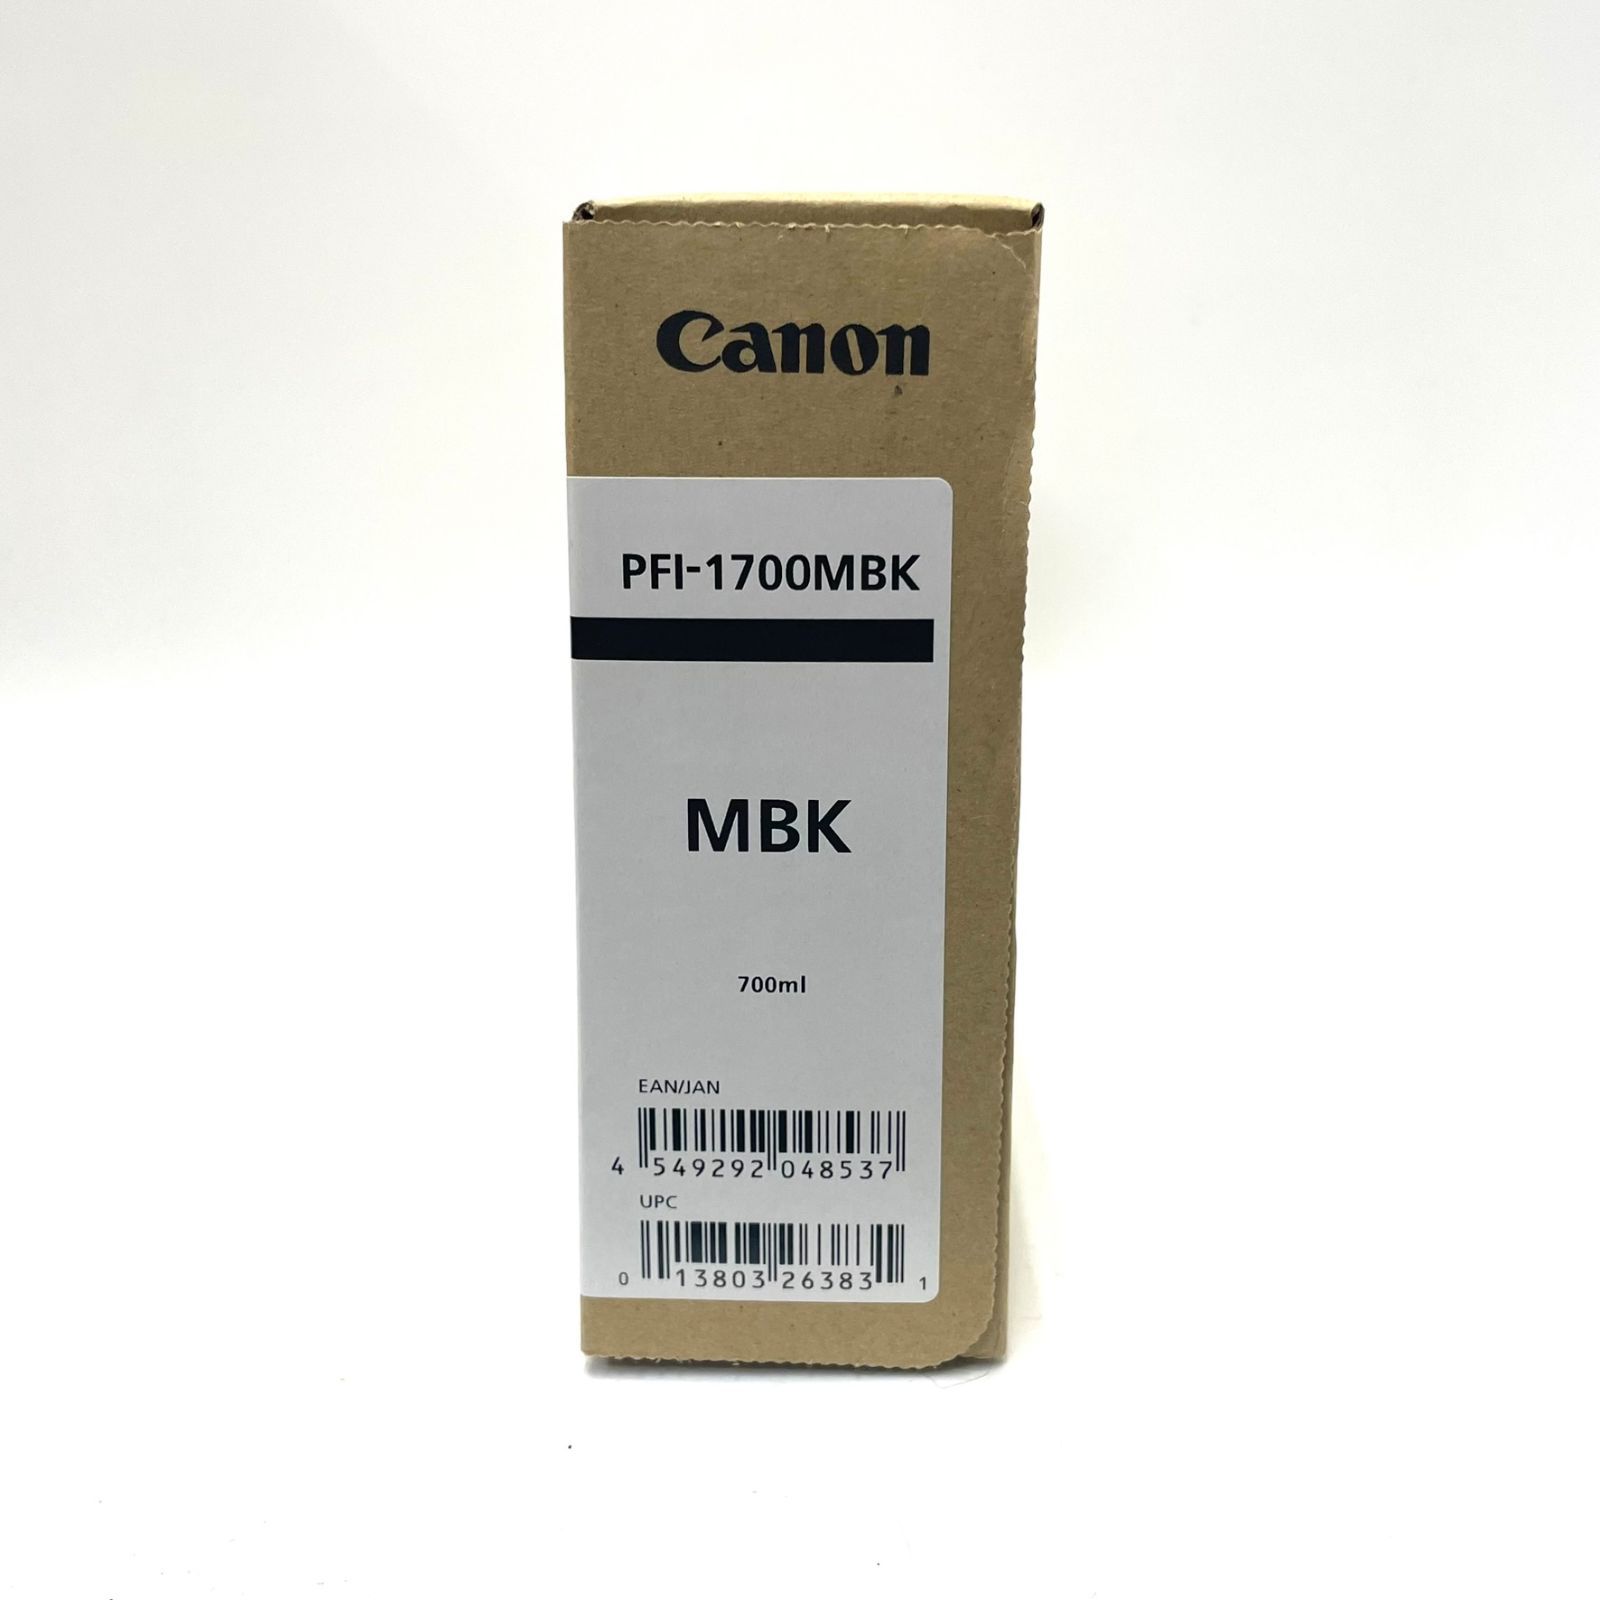 Canon
PFI-1700MBK
MBK
700ml
EAN/JAN
4 549292 048537
UPC
0 13803 26383 1